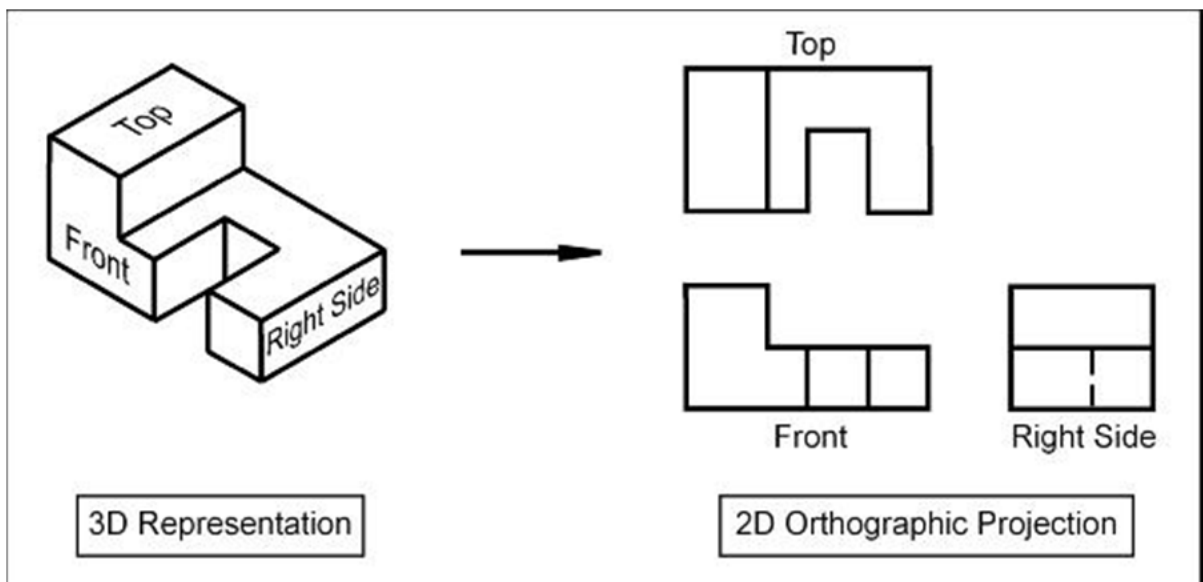 Top
Front
Right Side
3D Representation
Top
Front
Right Side
2D Orthographic Projection